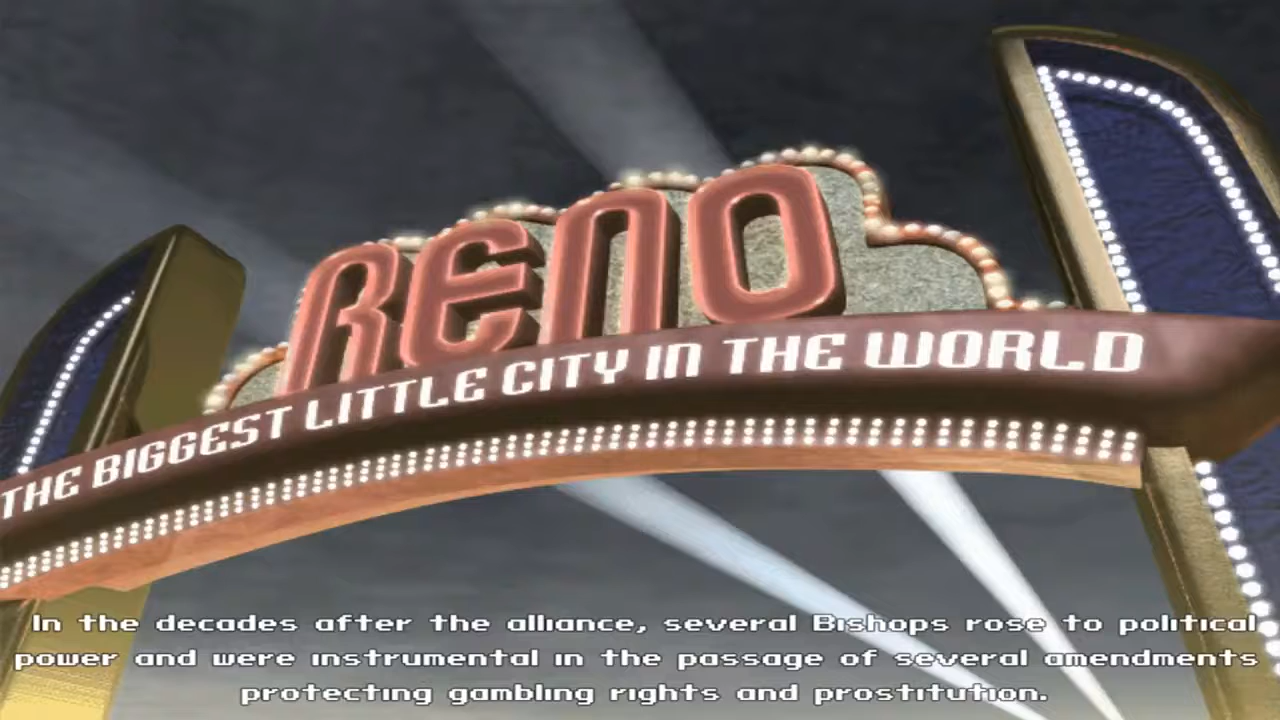 RENO
THE BIGGEST LITTLE CITY IN THE WORLD
In the decades after the alliance, several Bishops rose to political
power and were instrumental in the passage of several amendments
protecting gambling rights and prostitution.